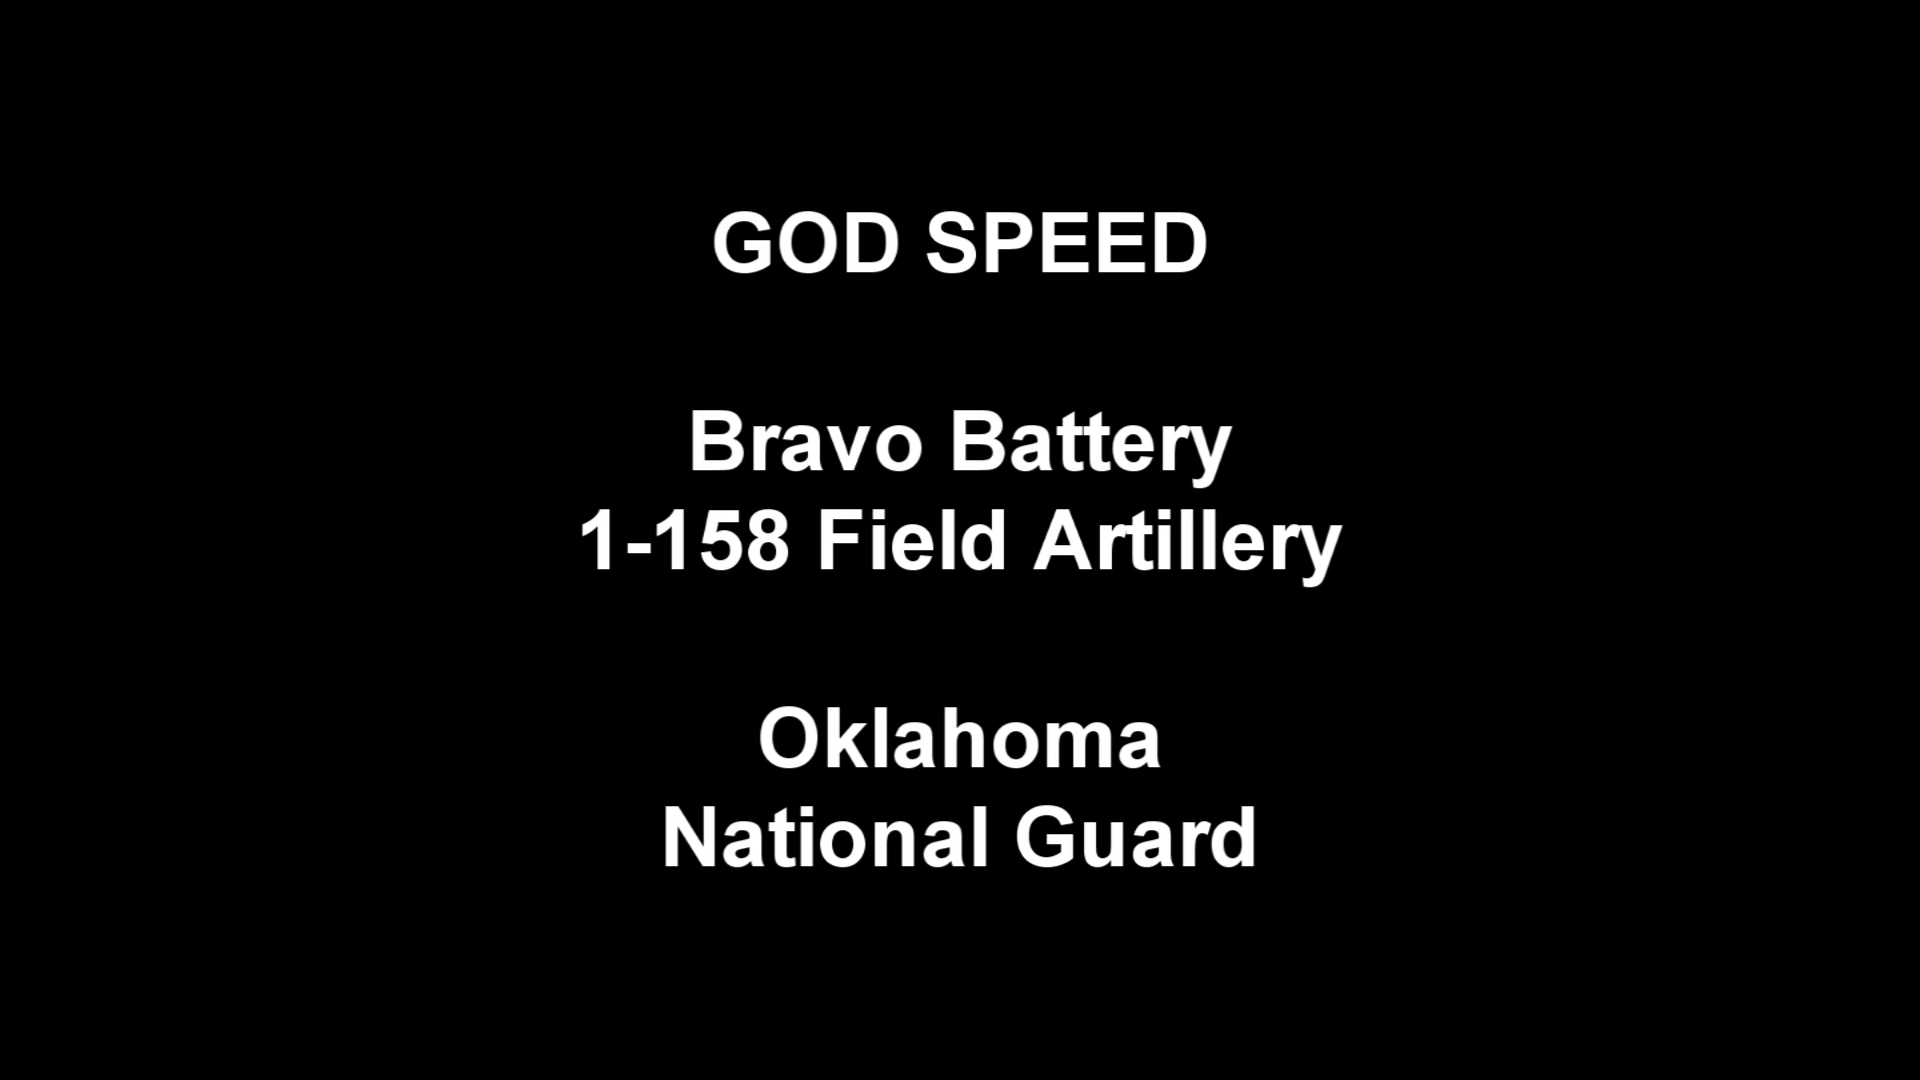 GOD SPEED
Bravo Battery
1-158 Field Artillery
Oklahoma
National Guard